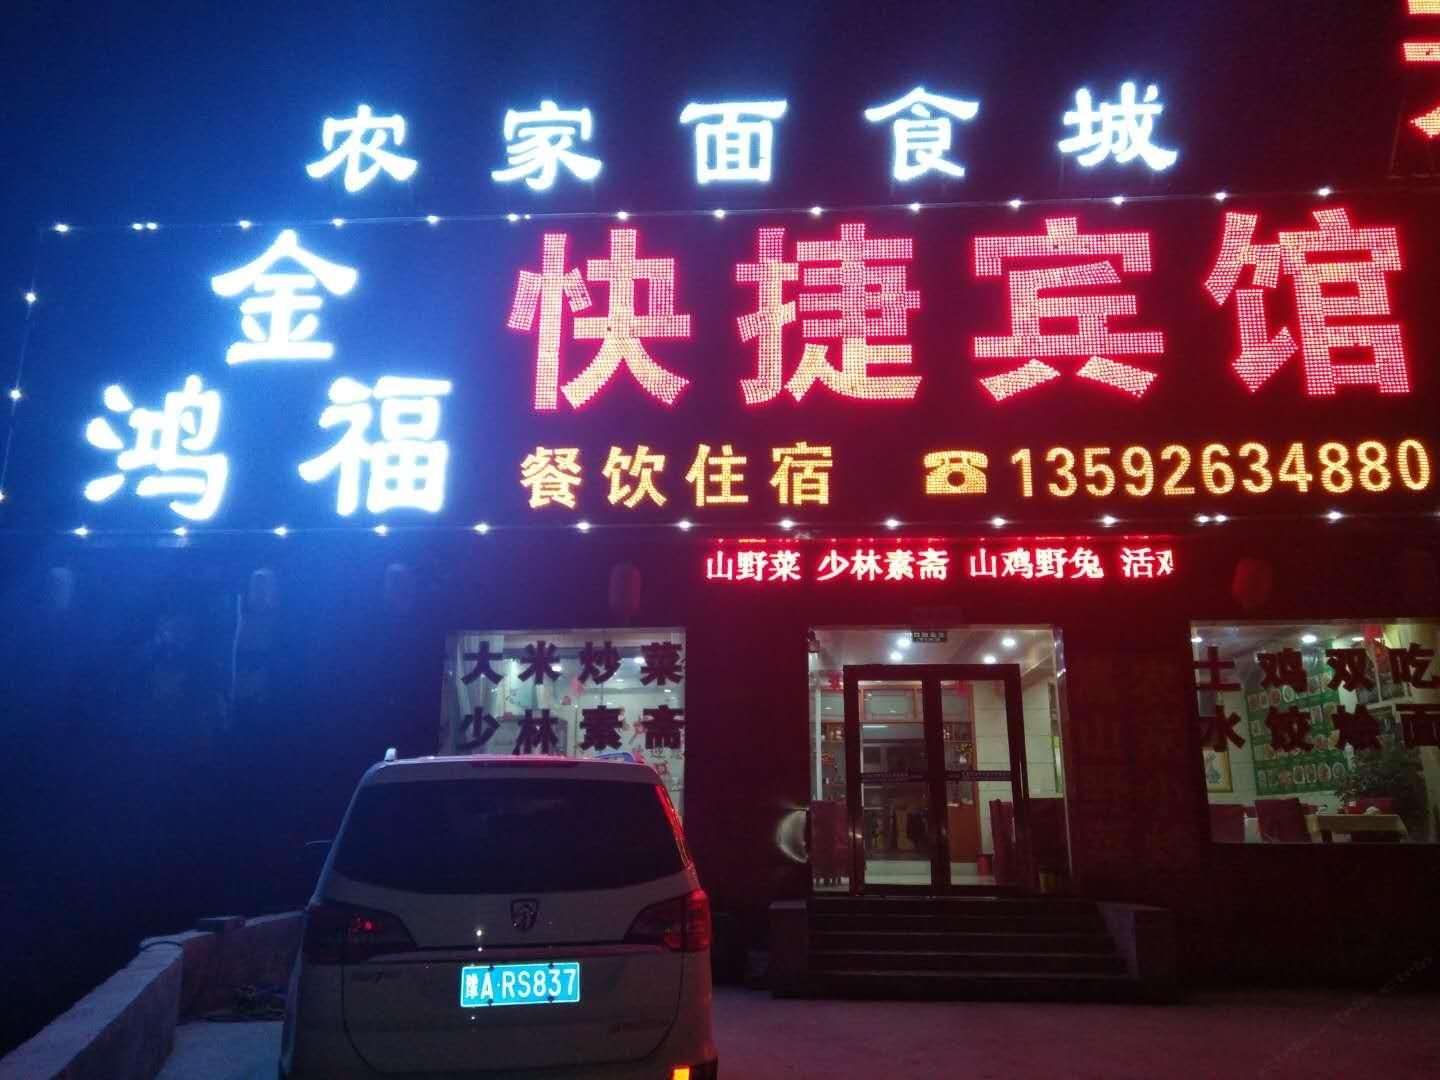 农家面食城
金
鸿福
快捷宾馆
餐饮住宿 ☎13592634880
山野菜 少林素斋 山鸡野兔 活鸡
大米炒菜
少林素斋
土鸡双吃
水饺烩面
豫A·RS837